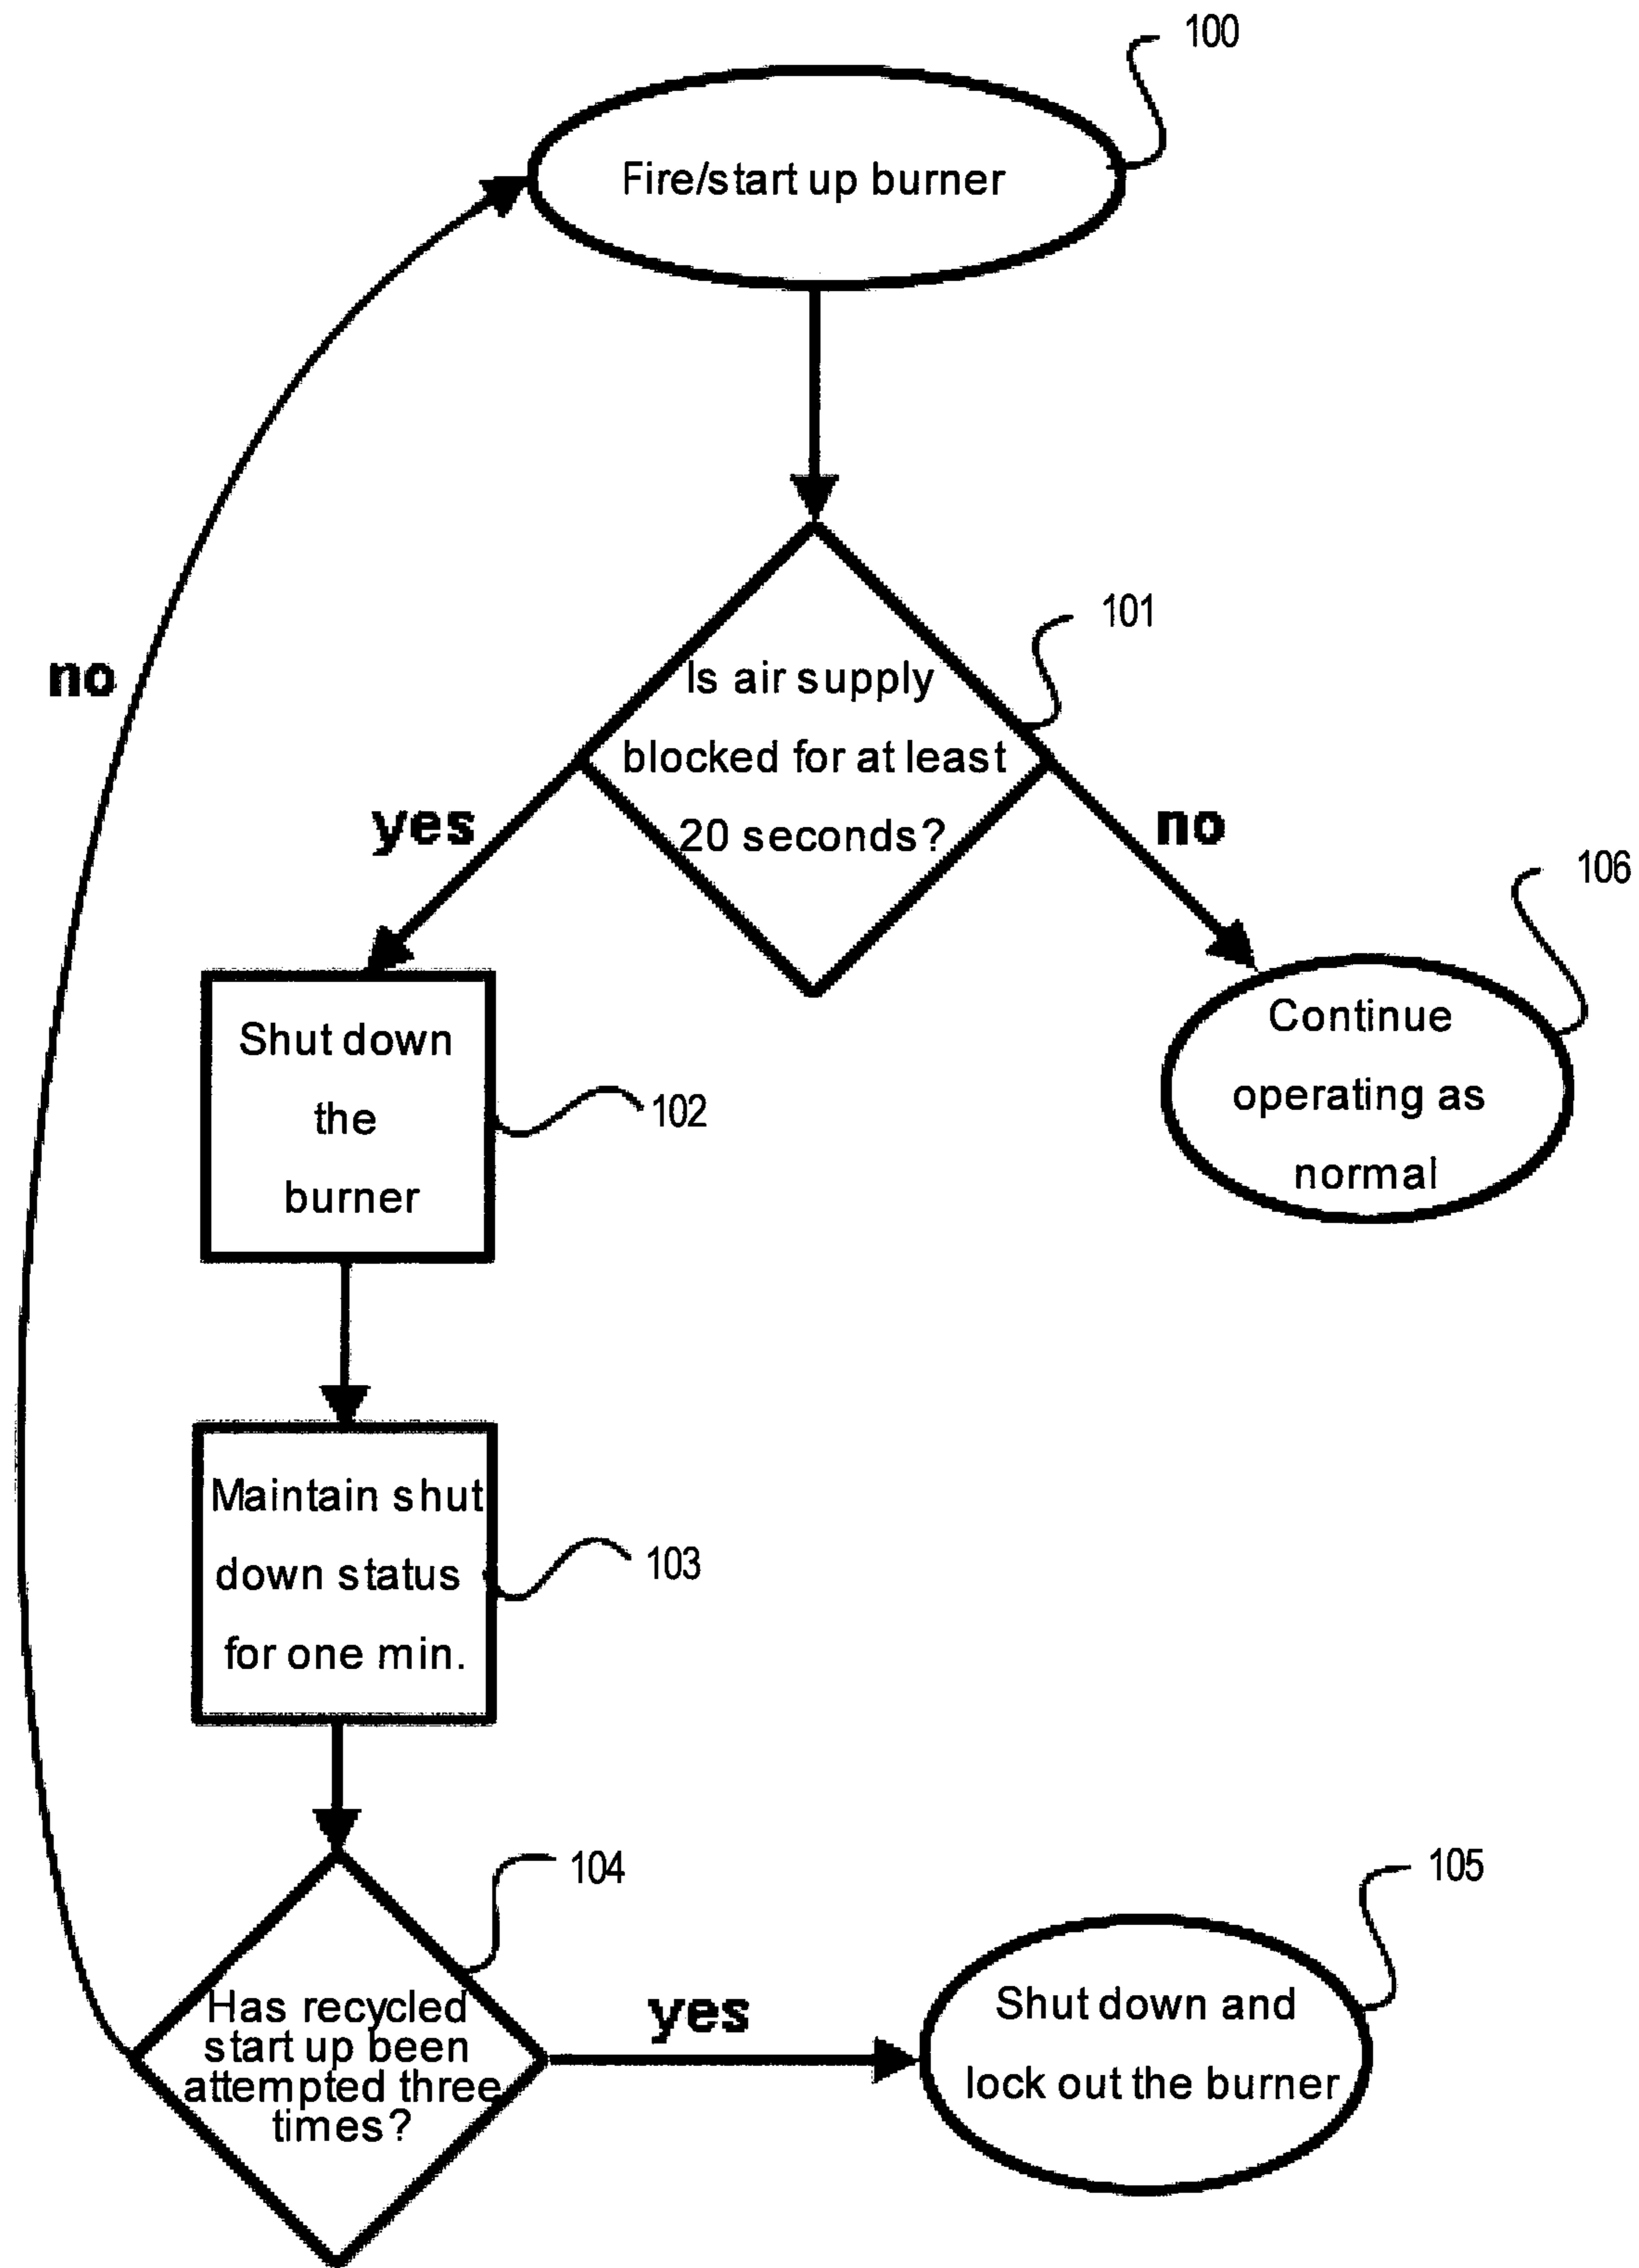 100
Fire/start up burner
101
Is air supply
blocked for at least
20 seconds?
no
yes
no
106
Continue
operating as
normal
Shut down
the
burner
102
Maintain shut
down status
for one min.
103
104
Has recycled
start up been
attempted three
times?
yes
105
Shut down and
lock out the burner